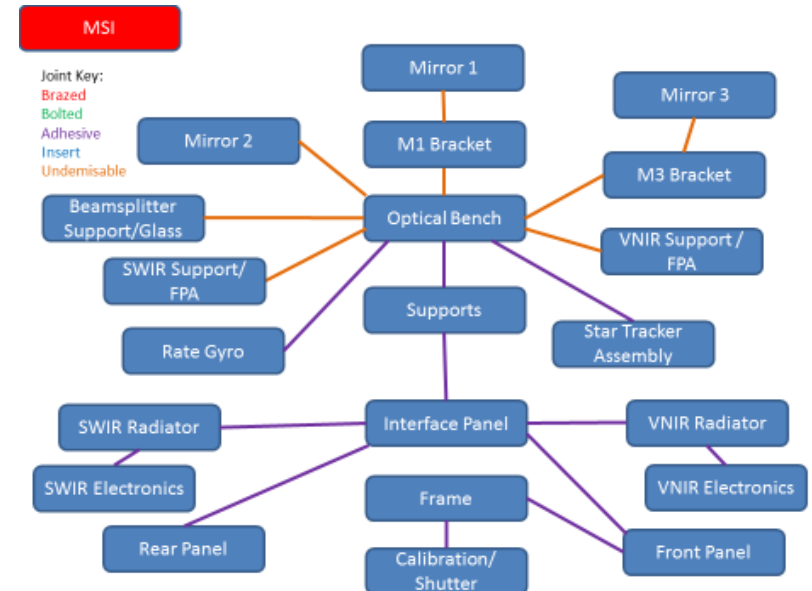 MSI
Joint Key:
Brazed
Bolted
Adhesive
Insert
Undemisable
Mirror 1
Mirror 3
Mirror 2
M1 Bracket
M3 Bracket
Beamsplitter
Support/Glass
Optical Bench
VNIR Support /
FPA
SWIR Support/
FPA
Supports
Rate Gyro
Star Tracker
Assembly
SWIR Radiator
Interface Panel
VNIR Radiator
SWIR Electronics
Frame
VNIR Electronics
Rear Panel
Calibration/
Shutter
Front Panel